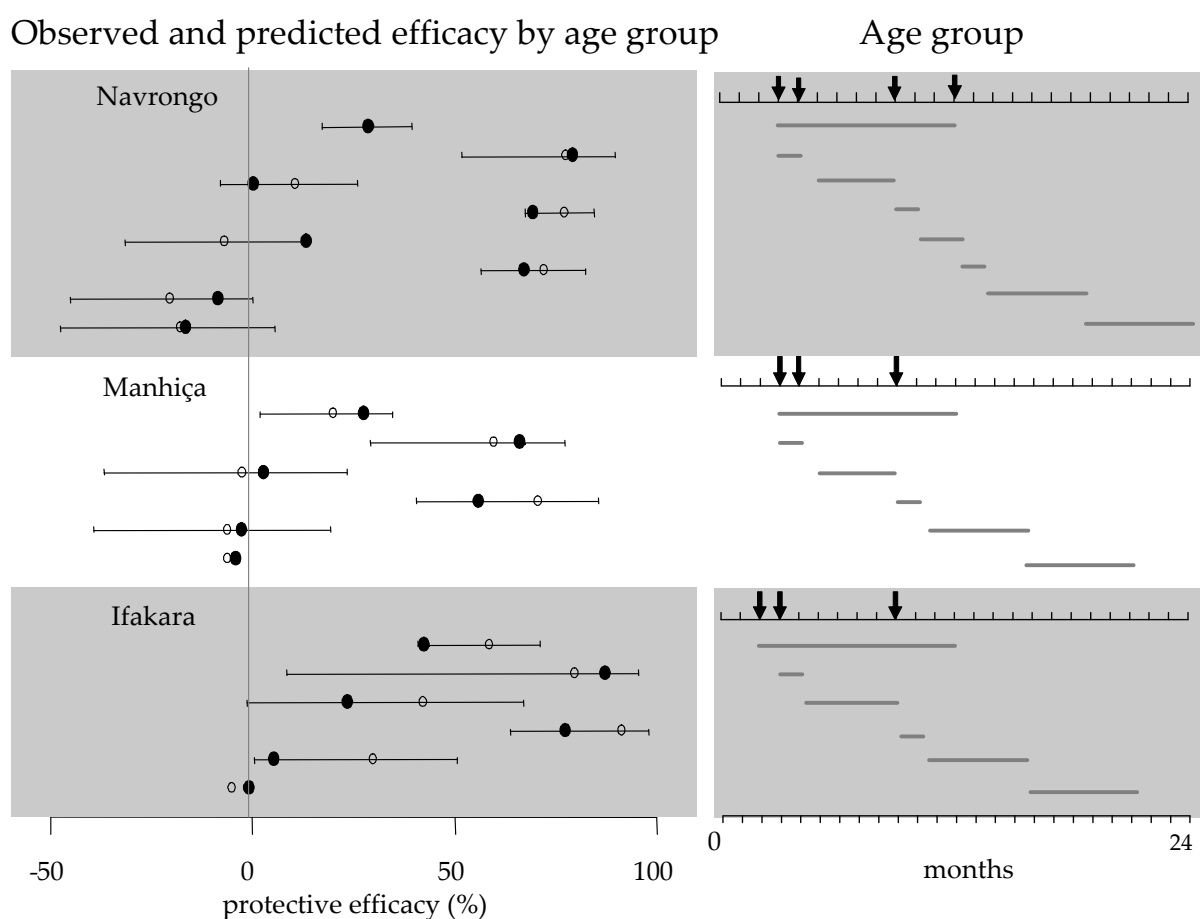 Observed and predicted efficacy by age group
Age group
Navrongo
Manhiça
Ifakara
-50 0 50 100
protective efficacy (%)
0 24
months